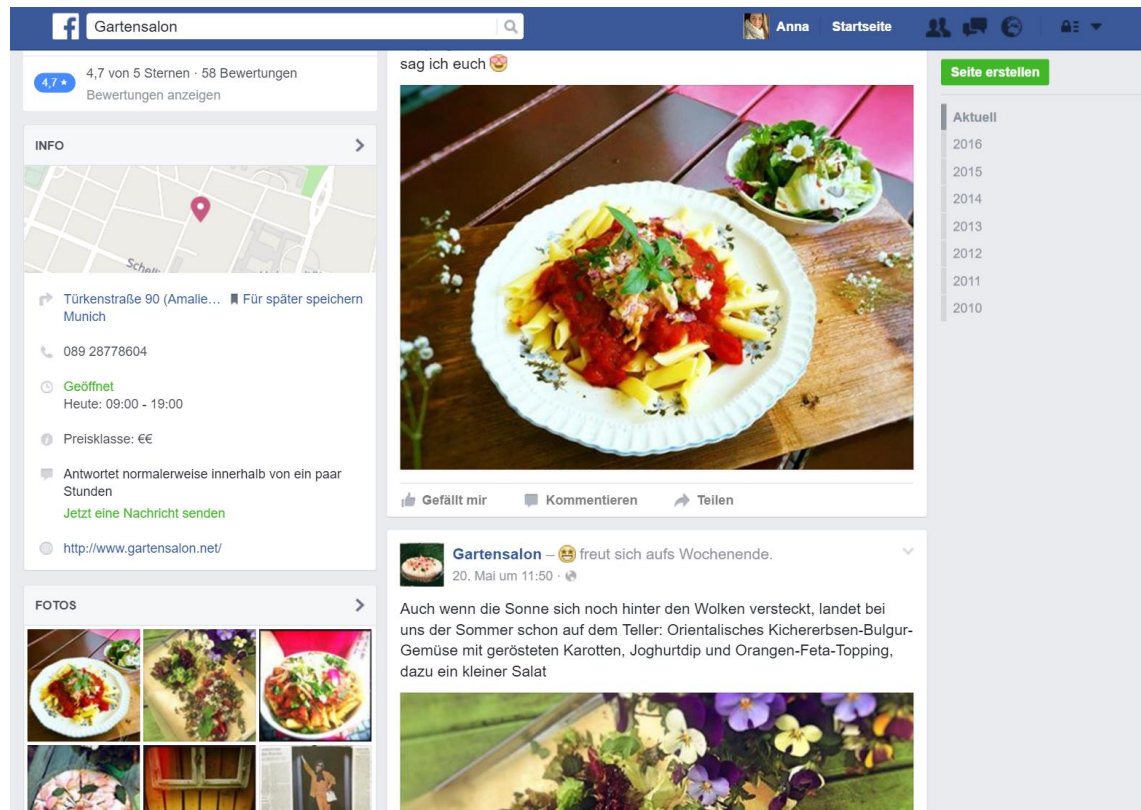 Gartensalon
Anna
Startseite
4,7 von 5 Sternen · 58 Bewertungen
4,7 ★
Bewertungen anzeigen
INFO
Türkenstraße 90 (Amalie… Für später speichern
Munich
089 28778604
Geöffnet
Heute: 09:00 - 19:00
Preisklasse: €€
Antwortet normalerweise innerhalb von ein paar
Stunden
Jetzt eine Nachricht senden
http://www.gartensalon.net/
FOTOS
sag ich euch
Gefällt mir
Kommentieren
Teilen
Gartensalon – freut sich aufs Wochenende.
20. Mai um 11:50 ·
Auch wenn die Sonne sich noch hinter den Wolken versteckt, landet bei
uns der Sommer schon auf dem Teller: Orientalisches Kichererbsen-Bulgur-
Gemüse mit gerösteten Karotten, Joghurtdip und Orangen-Feta-Topping,
dazu ein kleiner Salat
Seite erstellen
Aktuell
2016
2015
2014
2013
2012
2011
2010